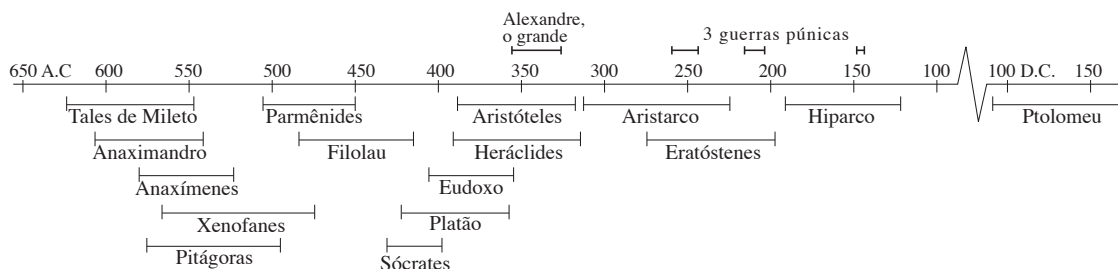 Alexandre,
o grande
3 guerras púnicas
650 A.C 600 550 500 450 400 350 300 250 200 150 100 100 D.C. 150
Tales de Mileto Parmênides Aristóteles Aristarco Hiparco Ptolomeu
Anaximandro Filolau Heráclides Eratóstenes
Anaxímenes Eudoxo
Xenofanes Platão
Pitágoras Sócrates